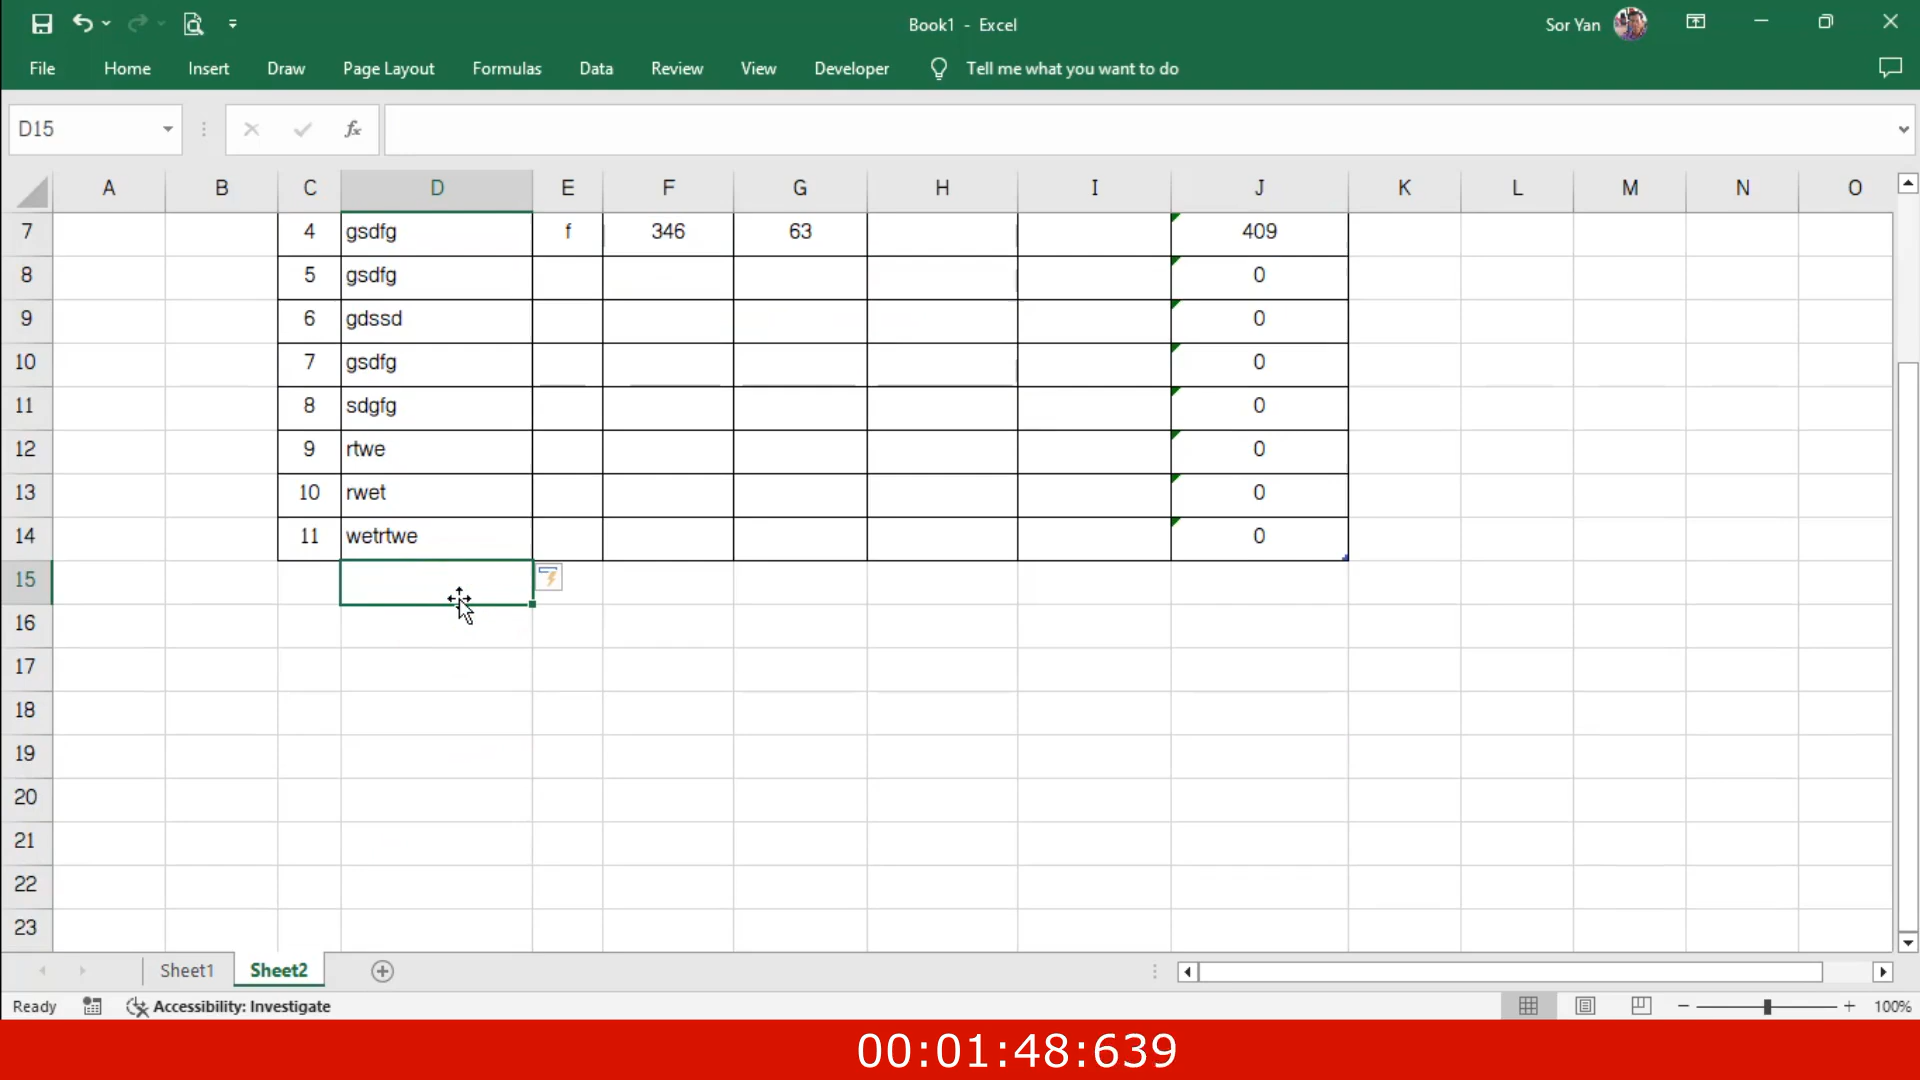 Book1 - Excel
Sor Yan
File Home Insert Draw Page Layout Formulas Data Review View Developer Tell me what you want to do
D15 fx
A B C D E F G H I J K L M N O
7 4 gsdfg f 346 63 409
8 5 gsdfg 0
9 6 gdssd 0
10 7 gsdfg 0
11 8 sdgfg 0
12 9 rtwe 0
13 10 rwet 0
14 11 wetrtwe 0
15
16
17
18
19
20
21
22
23
Sheet1 Sheet2
Ready Accessibility: Investigate 100%
00:01:48:639